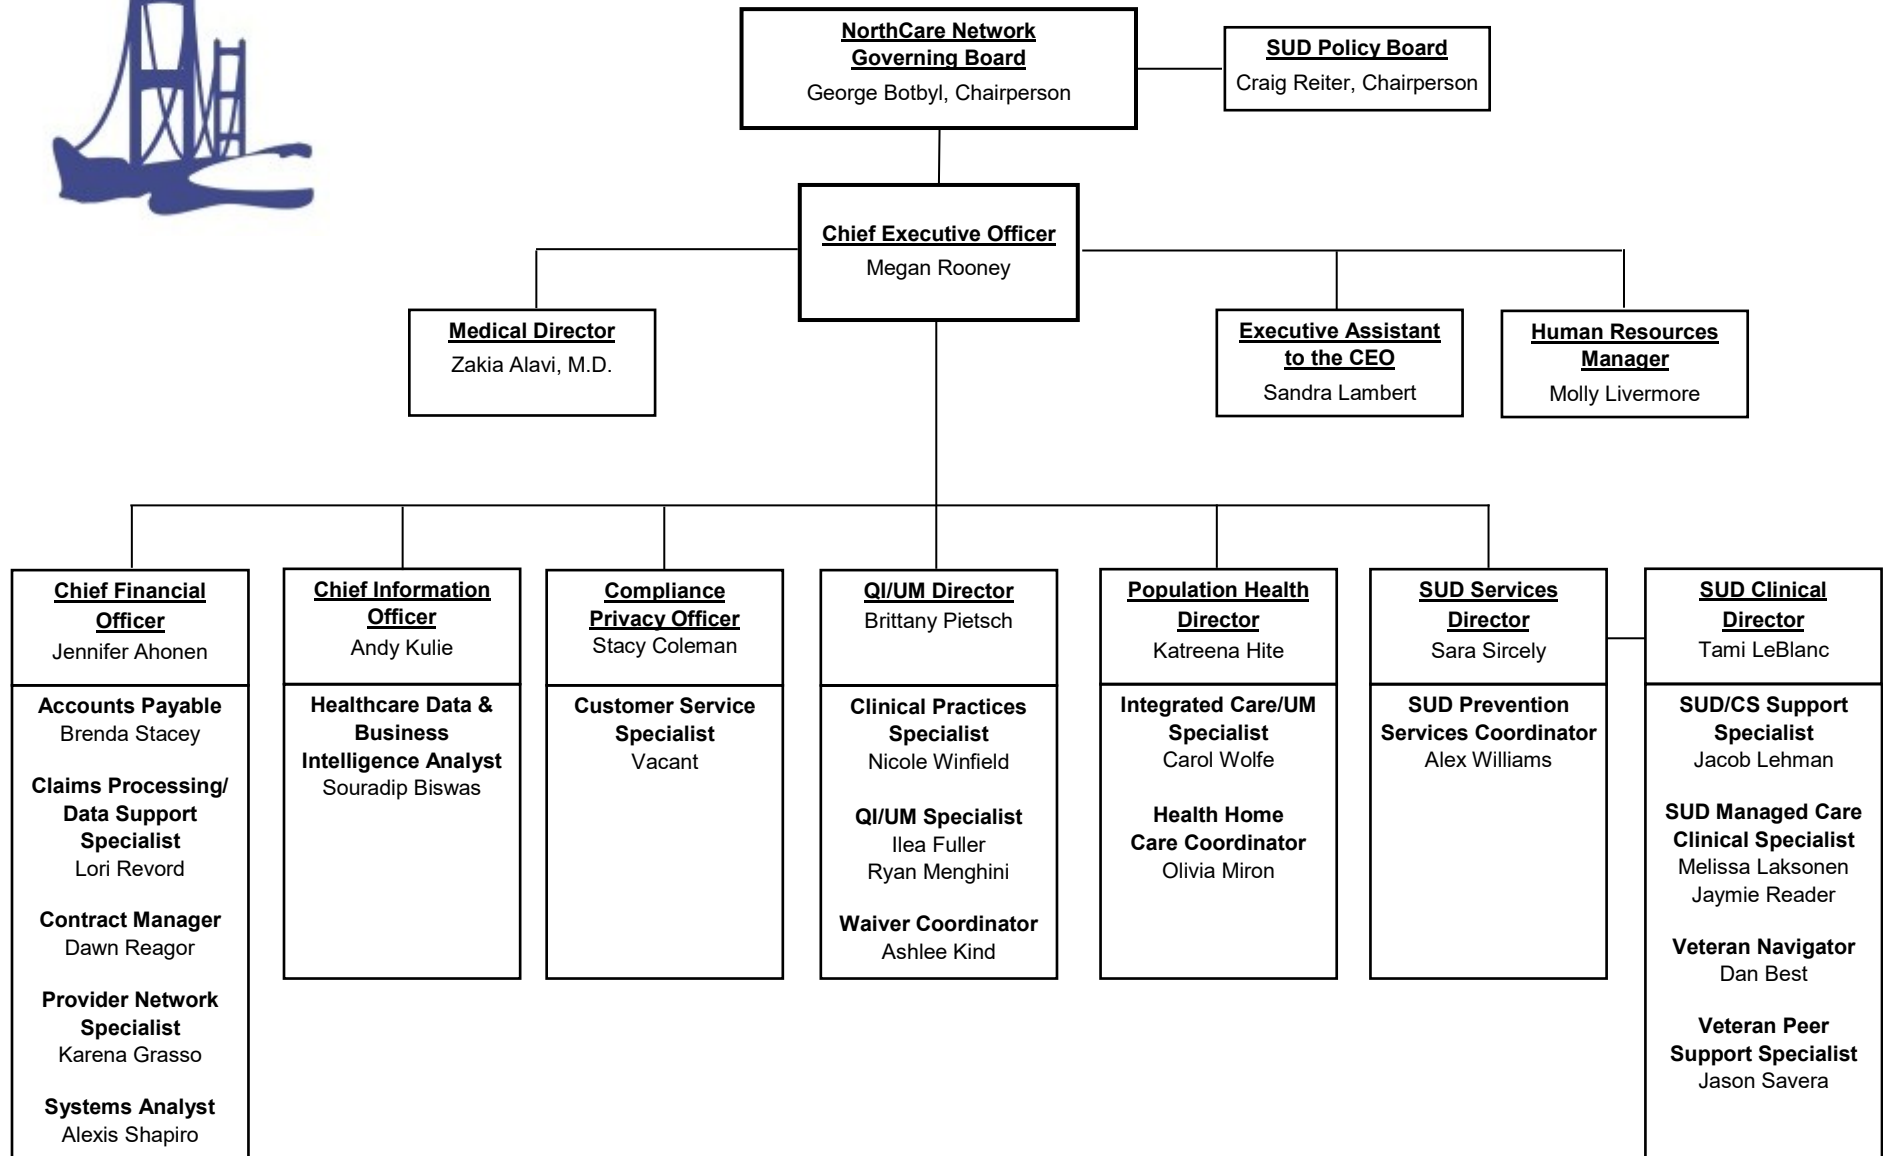 NorthCare Network
Governing Board
George Botbyl, Chairperson
SUD Policy Board
Craig Reiter, Chairperson
Chief Executive Officer
Megan Rooney
Medical Director
Zakia Alavi, M.D.
Executive Assistant
to the CEO
Sandra Lambert
Human Resources
Manager
Molly Livermore
Chief Financial
Officer
Jennifer Ahonen
Accounts Payable
Brenda Stacey
Claims Processing/
Data Support
Specialist
Lori Revord
Contract Manager
Dawn Reagor
Provider Network
Specialist
Karena Grasso
Systems Analyst
Alexis Shapiro
Chief Information
Officer
Andy Kulie
Healthcare Data &
Business
Intelligence Analyst
Souradip Biswas
Compliance
Privacy Officer
Stacy Coleman
Customer Service
Specialist
Vacant
QI/UM Director
Brittany Pietsch
Clinical Practices
Specialist
Nicole Winfield
QI/UM Specialist
Ilea Fuller
Ryan Menghini
Waiver Coordinator
Ashlee Kind
Population Health
Director
Katreena Hite
Integrated Care/UM
Specialist
Carol Wolfe
Health Home
Care Coordinator
Olivia Miron
SUD Services
Director
Sara Sircely
SUD Prevention
Services Coordinator
Alex Williams
SUD Clinical
Director
Tami LeBlanc
SUD/CS Support
Specialist
Jacob Lehman
SUD Managed Care
Clinical Specialist
Melissa Laksonen
Jaymie Reader
Veteran Navigator
Dan Best
Veteran Peer
Support Specialist
Jason Savera